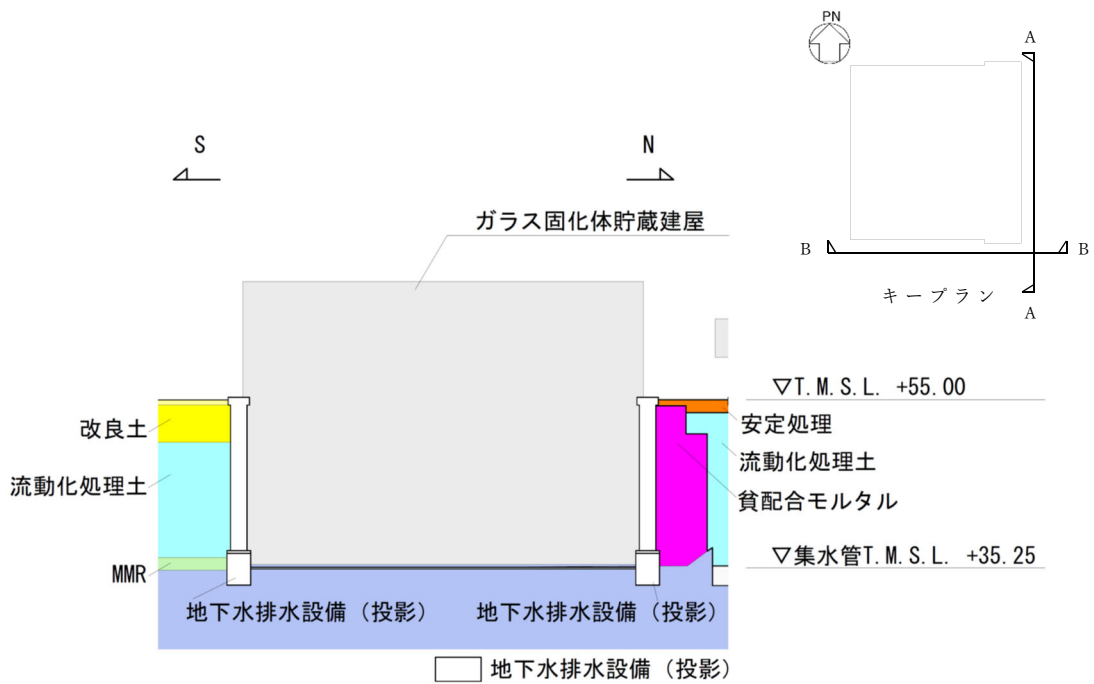 PN
A
S
N
ガラス固化体貯蔵建屋
B
B
キープラン
A
▽T.M.S.L. +55.00
改良土
安定処理
流動化処理土
流動化処理土
貧配合モルタル
MMR
▽集水管T.M.S.L. +35.25
地下水排水設備（投影）
地下水排水設備（投影）
地下水排水設備（投影）